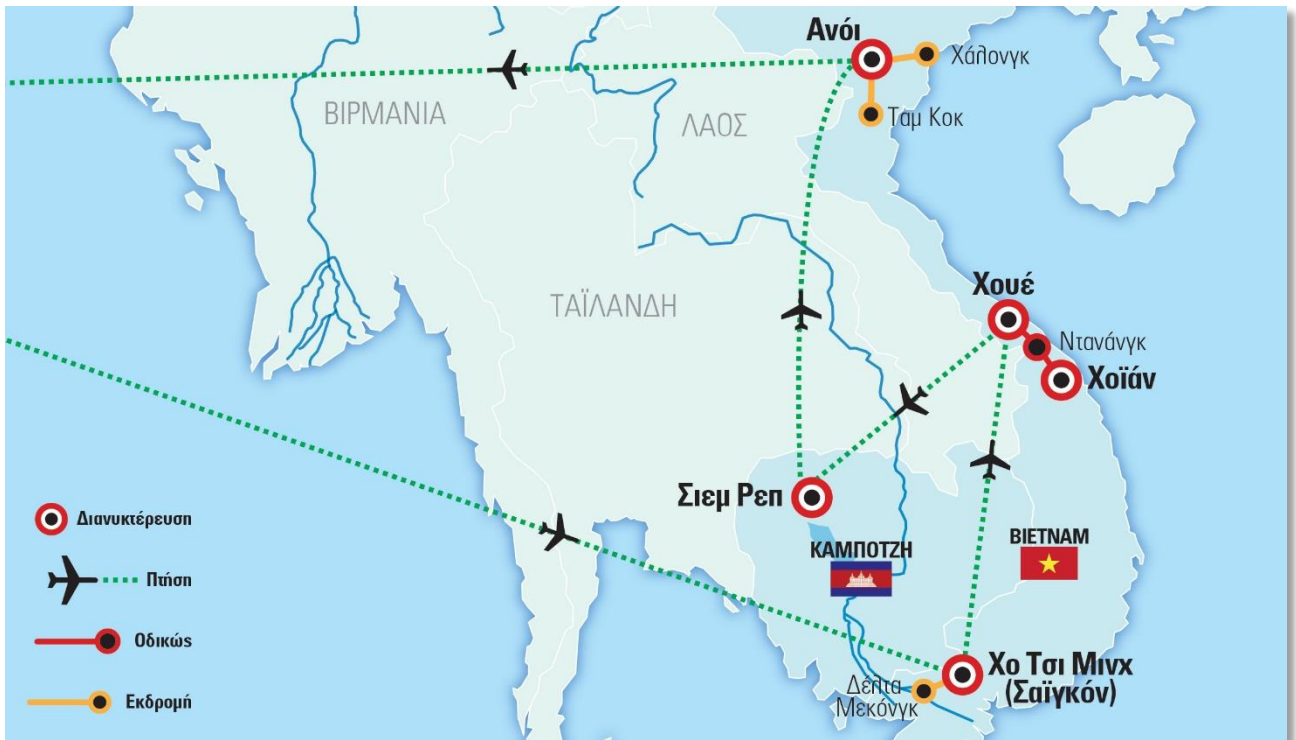 Ανόι
Χάλονγκ
Ταμ Κοκ
ΒΙΡΜΑΝΙΑ
ΛΑΟΣ
ΤΑΪΛΑΝΔΗ
Χουέ
Ντανάνγκ
Χοϊάν
Σιεμ Ρεπ
ΚΑΜΠΟΤΖΗ
ΒΙΕΤΝΑΜ
Χο Τσι Μινχ
(Σαϊγκόν)
Δέλτα
Μεκόνγκ
Διανυκτέρευση
Πτήση
Οδικώς
Εκδρομή